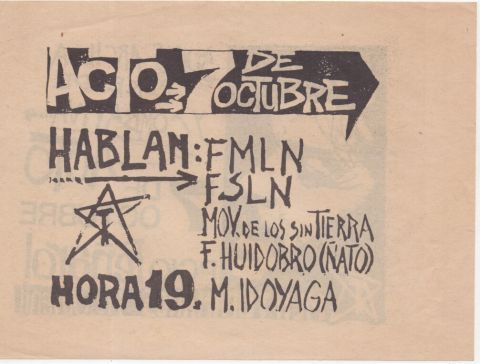 ACTO 7 DE OCTUBRE
HABLAN: FMLN
FSLN
MOV. DE LOS SIN TIERRA
F. HUIDOBRO (ÑATO)
T
HORA 19. M. IDOYAGA